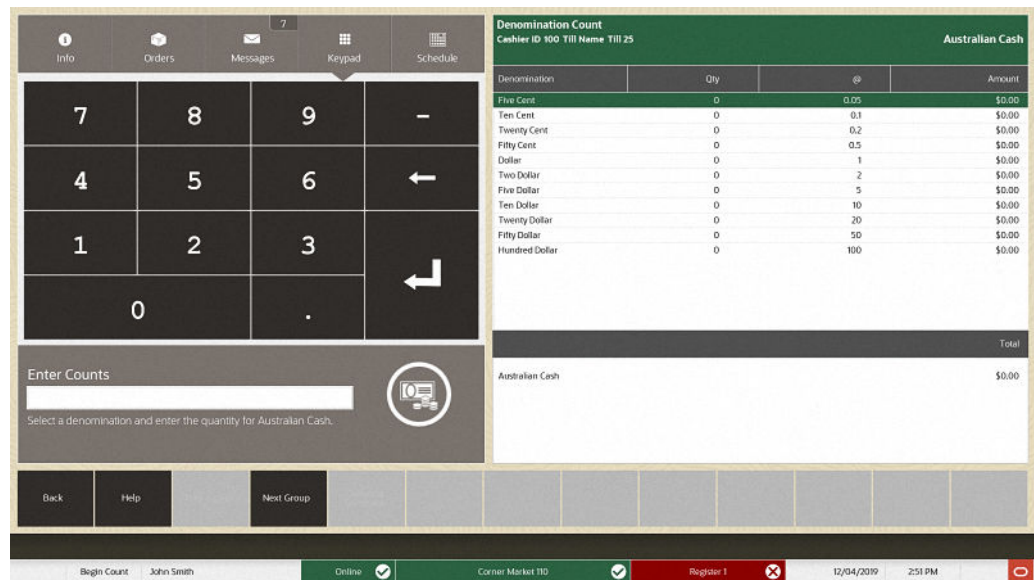 7
Info Orders Messages Keypad Schedule
7 8 9 -
4 5 6
1 2 3
0 .
Enter Counts
Select a denomination and enter the quantity for Australian Cash.
Denomination Count
Cashier ID 100 Till Name Till 25 Australian Cash
Denomination Qty @ Amount
Five Cent 0 0.05 $0.00
Ten Cent 0 0.1 $0.00
Twenty Cent 0 0.2 $0.00
Fifty Cent 0 0.5 $0.00
Dollar 0 1 $0.00
Two Dollar 0 2 $0.00
Five Dollar 0 5 $0.00
Ten Dollar 0 10 $0.00
Twenty Dollar 0 20 $0.00
Fifty Dollar 0 50 $0.00
Hundred Dollar 0 100 $0.00
Total
Australian Cash $0.00
Back Help Next Group
Begin Count John Smith Online Corner Market 110 Register 1 12/04/2019 2:51 PM